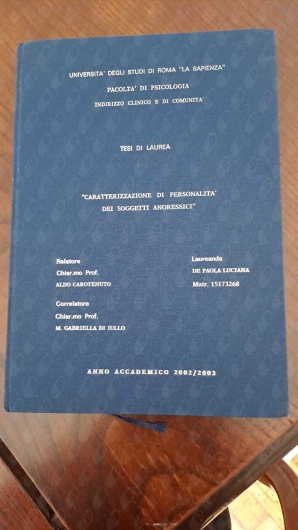 UNIVERSITA' DEGLI STUDI DI ROMA "LA SAPIENZA"
FACOLTA' DI PSICOLOGIA
INDIRIZZO CLINICO E DI COMUNITA'
TESI DI LAUREA
"CARATTERIZZAZIONE DI PERSONALITA'
DEI SOGGETTI ANORESSICI"
Relatore
Chiar.mo Prof.
ALDO CAROTENUTO
Laureanda
DE PAOLA LUCIANA
Matr. 15173268
Correlatore
Chiar.mo Prof.
M. GABRIELLA DI IULLO
ANNO ACCADEMICO 2002/2003